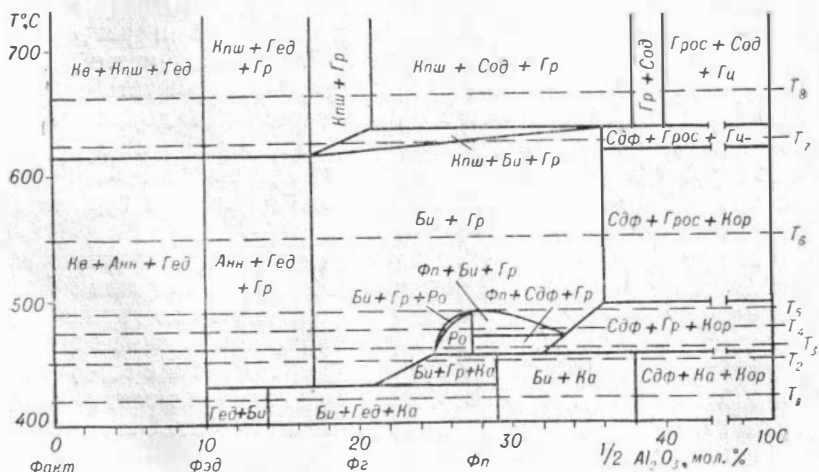 T°C
700
600
500
400
Кв + Кпш + Гед
Кпш + Гед
+ Гр
Кпш + Гр
Кпш + Сод + Гр
Гр + Сод
Грос + Сод
+ Гц
T₈
Сдф + Грос + Гц-
T₇
Кпш + Би + Гр
Би + Гр
Сдф + Грос + Кор
T₆
Кв + Анн + Гед
Анн + Гед
+ Гр
Фп + Би + Гр
Би + Гр + Ро
Фп + Сдф + Гр
T₅
Ро
Сдф + Гр + Кор
T₄
T₃
Би + Гр + Ка
Би + Ка
Сдф + Ка + Кор
T₂
Гед + Би
Би + Гед + Ка
0
10
20
30
40
100
Факт
Фэд
Фг
Фп
1/2 Al₂O₃, мол. %